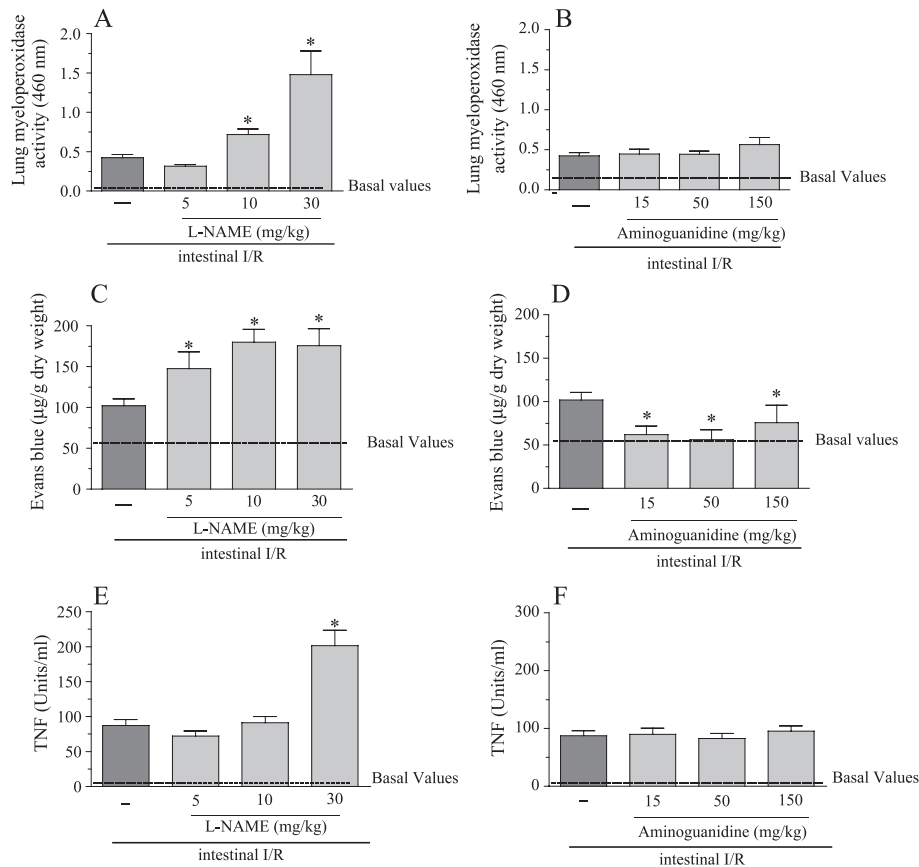 A
Lung myeloperoxidase
activity (460 nm)
2.0
1.5
1.0
0.5
0.0
*
*
Basal values
– 5 10 30
L-NAME (mg/kg)
intestinal I/R
B
Lung myeloperoxidase
activity (460 nm)
2.0
1.5
1.0
0.5
0.0
Basal Values
– 15 50 150
Aminoguanidine (mg/kg)
intestinal I/R
C
Evans blue (µg/g dry weight)
200
150
100
50
0
* * *
Basal Values
– 5 10 30
L-NAME (mg/kg)
intestinal I/R
D
Evans blue (µg/g dry weight)
200
150
100
50
0
* * *
Basal values
– 15 50 150
Aminoguanidine (mg/kg)
intestinal I/R
E
TNF (Units/ml)
250
200
150
100
50
0
*
Basal Values
– 5 10 30
L-NAME (mg/kg)
intestinal I/R
F
TNF (Units/ml)
300
200
100
0
Basal Values
– 15 50 150
Aminoguanidine (mg/kg)
intestinal I/R